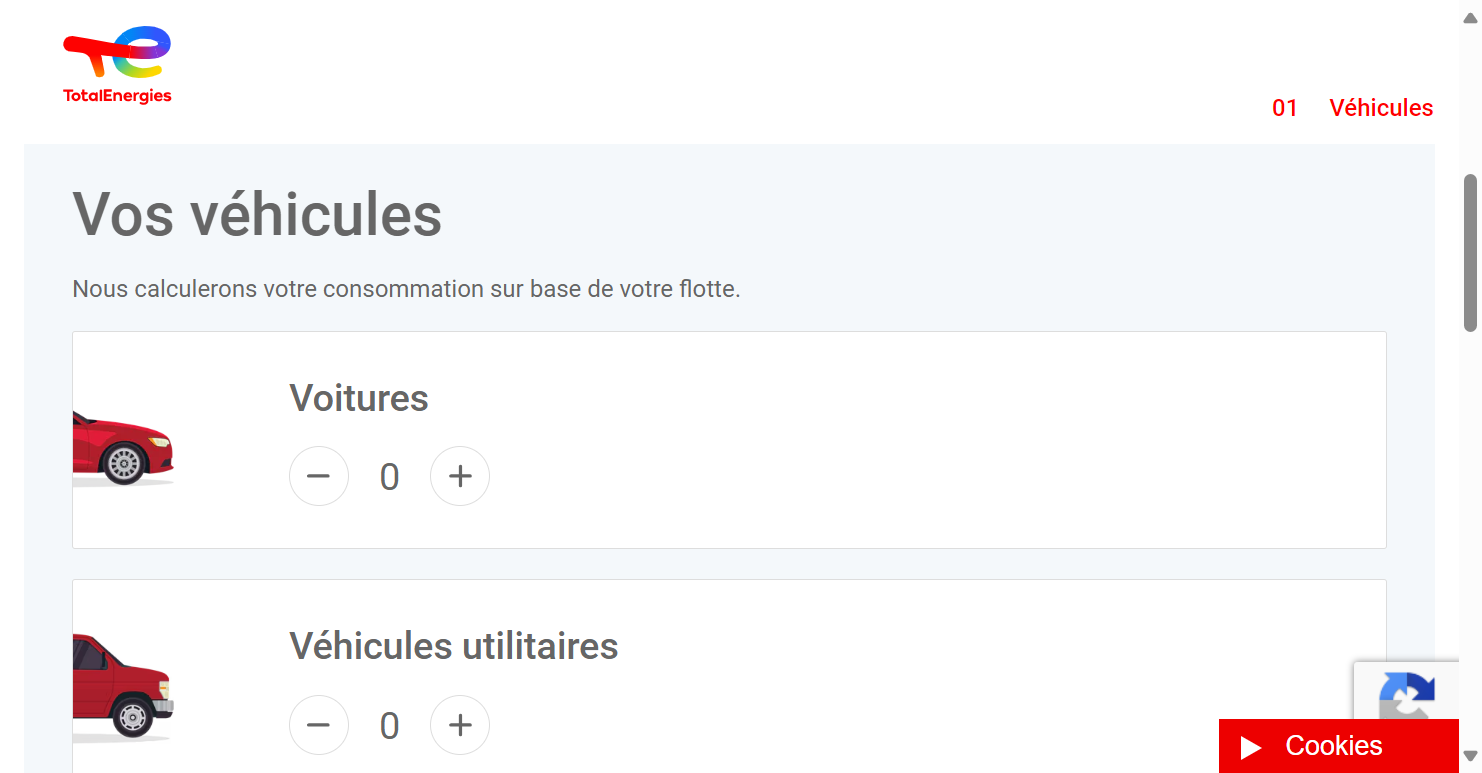 TotalEnergies
01 Véhicules
Vos véhicules
Nous calculerons votre consommation sur base de votre flotte.
Voitures
0
Véhicules utilitaires
0
Cookies